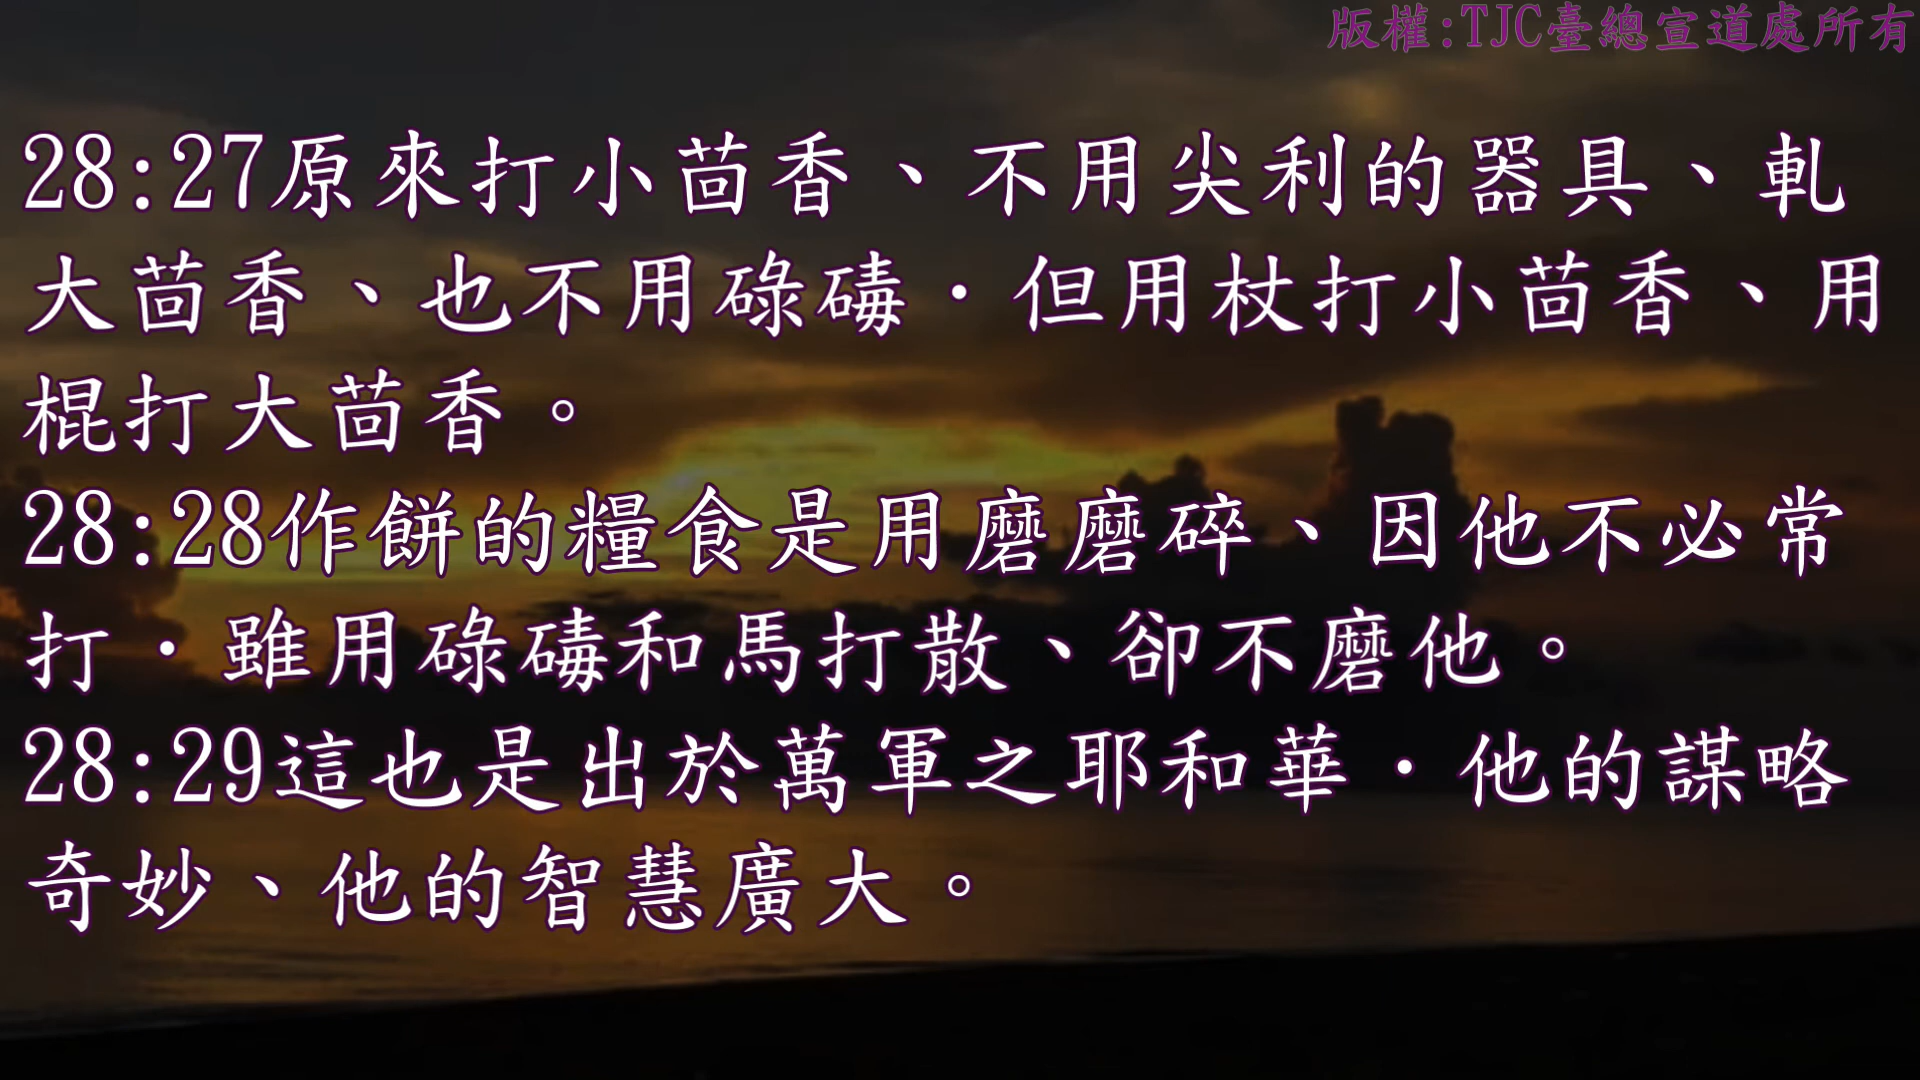 版權:TJC臺總宣道處所有
28:27原來打小茴香、不用尖利的器具、軋
大茴香、也不用碌碡．但用杖打小茴香、用
棍打大茴香。
28:28作餅的糧食是用磨磨碎、因他不必常
打．雖用碌碡和馬打散、卻不磨他。
28:29這也是出於萬軍之耶和華．他的謀略
奇妙、他的智慧廣大。